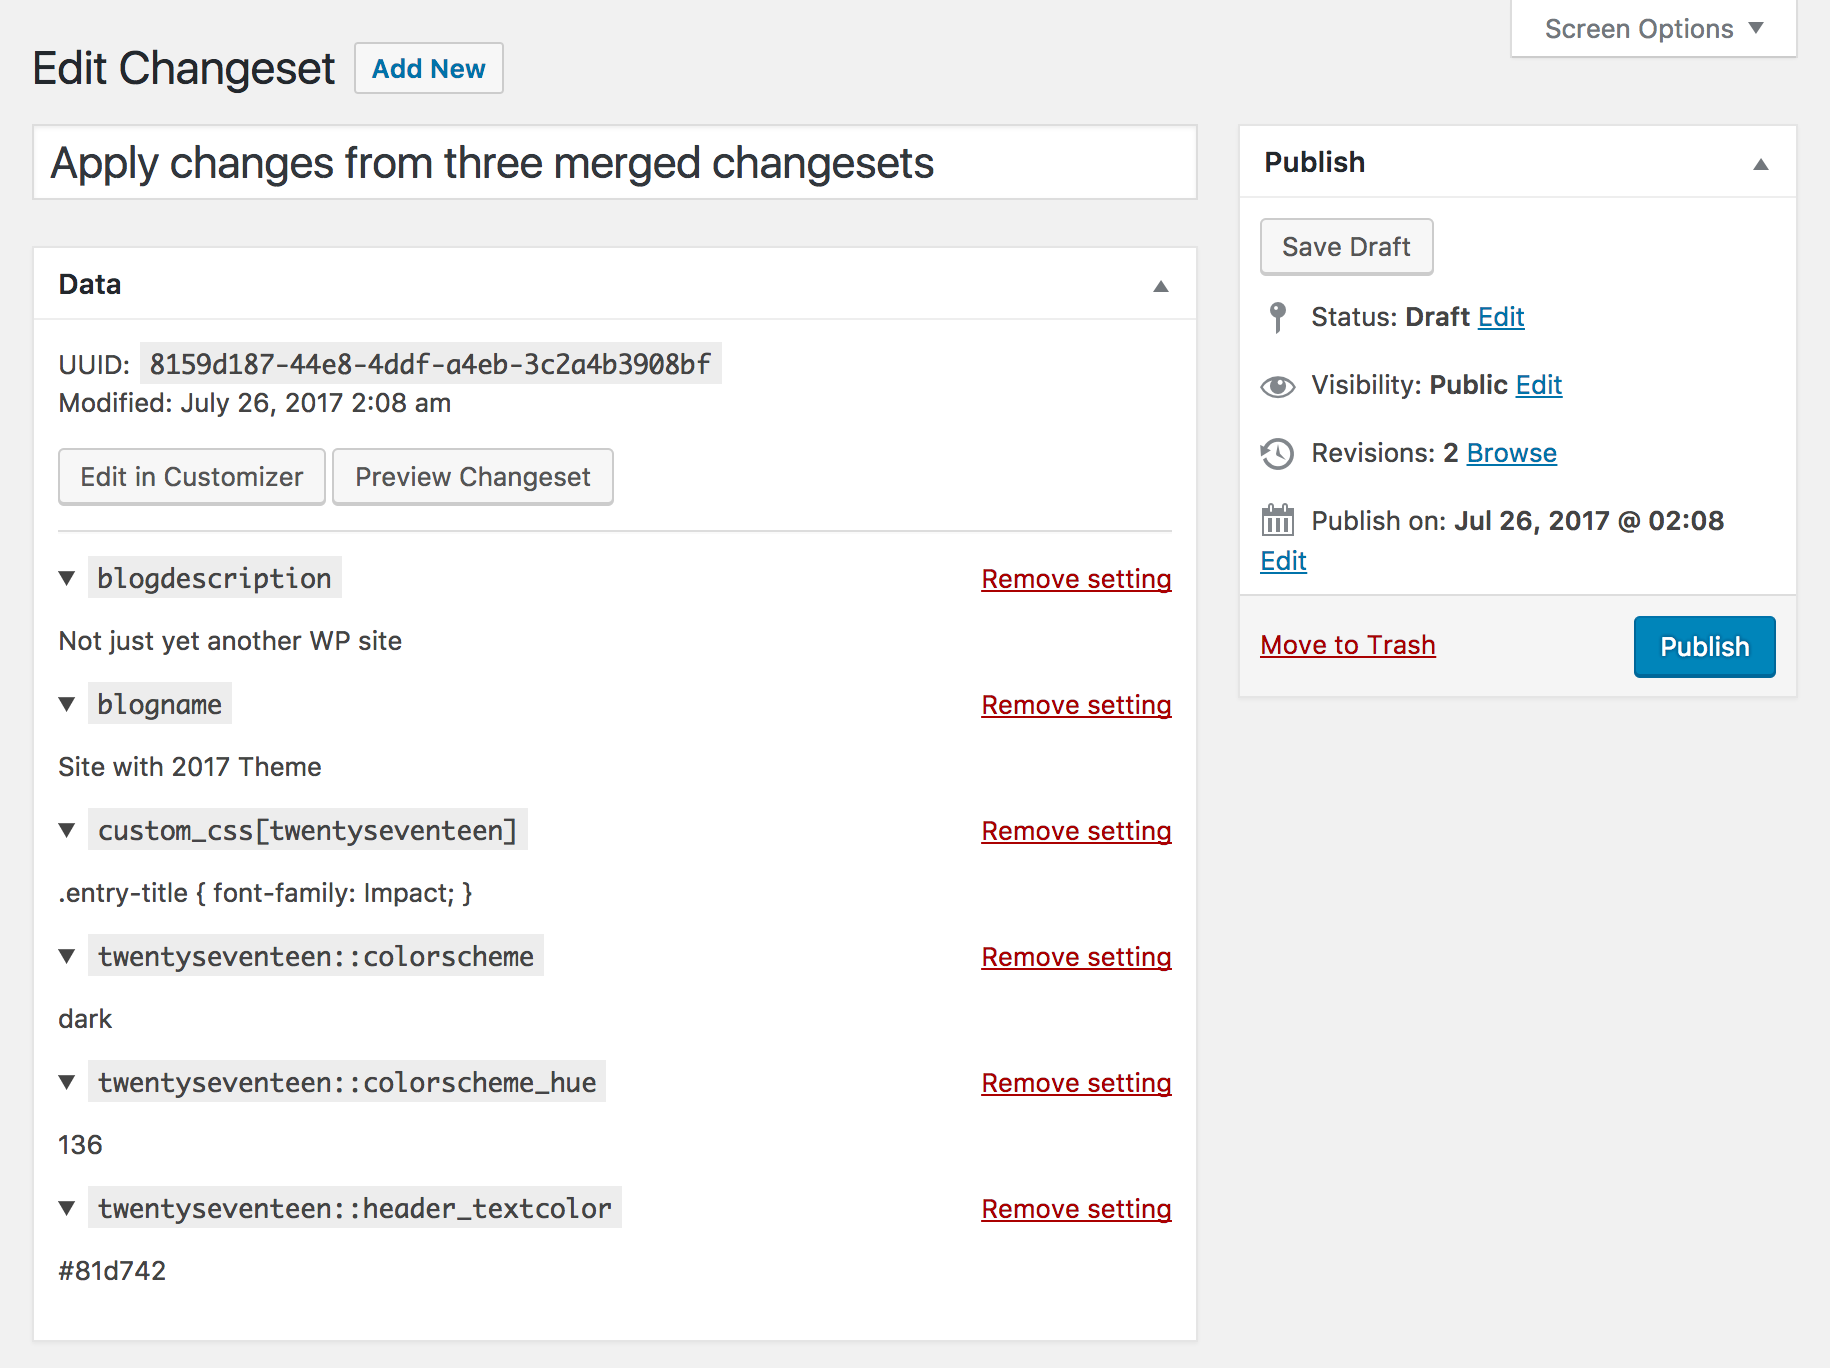 Screen Options
Edit Changeset Add New
Apply changes from three merged changesets
Data
UUID: 8159d187-44e8-4ddf-a4eb-3c2a4b3908bf
Modified: July 26, 2017 2:08 am
Edit in Customizer Preview Changeset
blogdescription Remove setting
Not just yet another WP site
blogname Remove setting
Site with 2017 Theme
custom_css[twentyseventeen] Remove setting
.entry-title { font-family: Impact; }
twentyseventeen::colorscheme Remove setting
dark
twentyseventeen::colorscheme_hue Remove setting
136
twentyseventeen::header_textcolor Remove setting
#81d742
Publish
Save Draft
Status: Draft Edit
Visibility: Public Edit
Revisions: 2 Browse
Publish on: Jul 26, 2017 @ 02:08
Edit
Move to Trash Publish